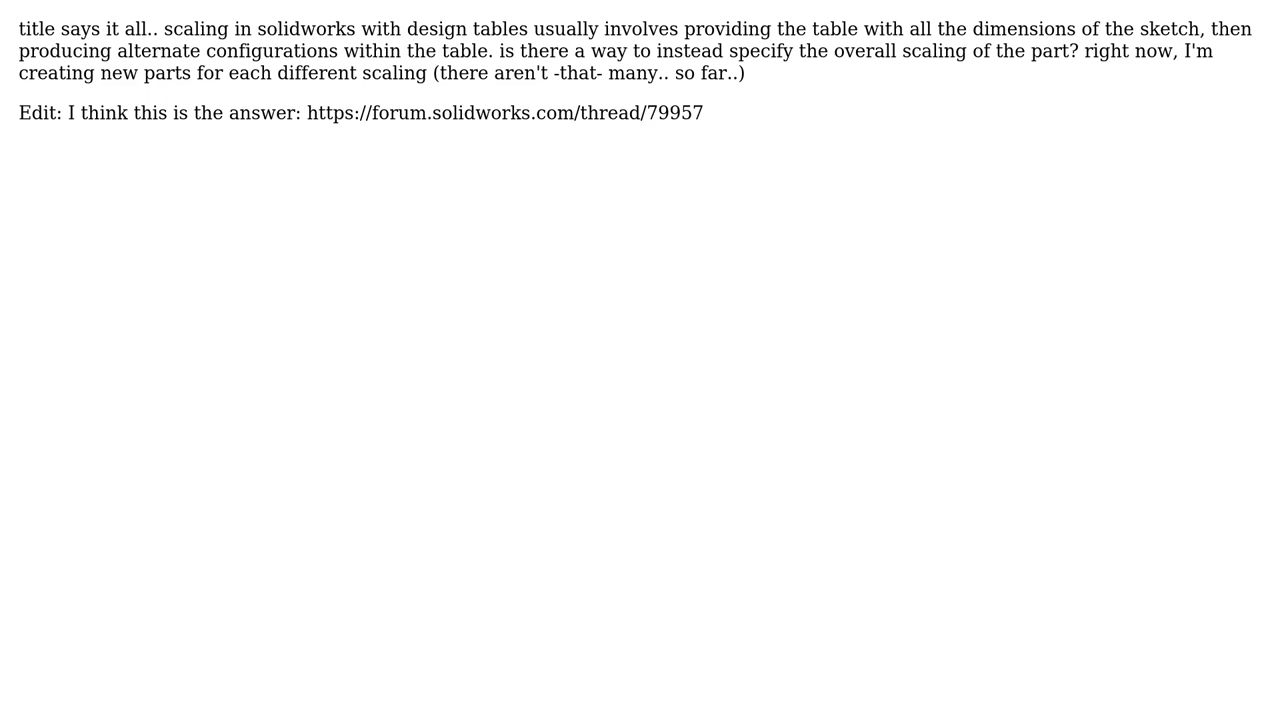 title says it all.. scaling in solidworks with design tables usually involves providing the table with all the dimensions of the sketch, then
producing alternate configurations within the table. is there a way to instead specify the overall scaling of the part? right now, I'm
creating new parts for each different scaling (there aren't -that- many.. so far..)
Edit: I think this is the answer: https://forum.solidworks.com/thread/79957